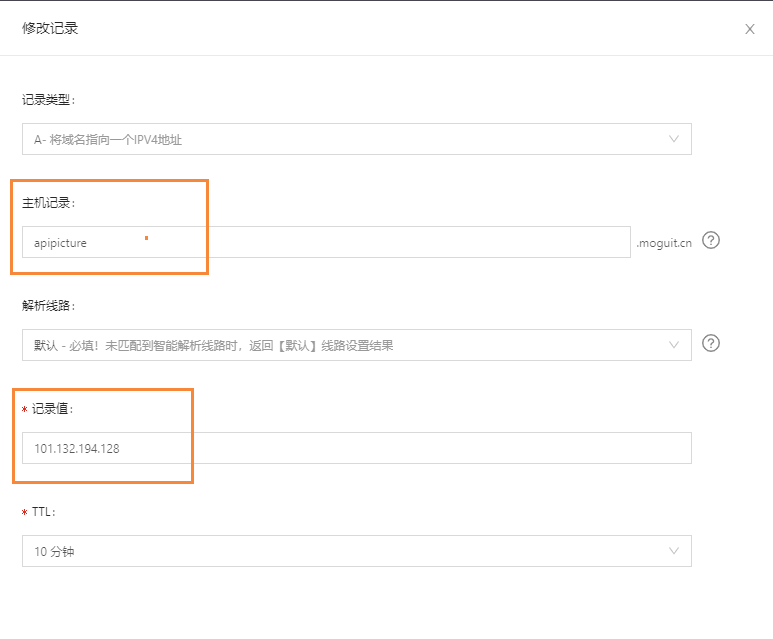 修改记录
X
记录类型:
A- 将域名指向一个IPV4地址
主机记录:
apipicture
.moguit.cn ?
解析线路:
默认 - 必填！未匹配到智能解析线路时，返回【默认】线路设置结果
?
* 记录值:
101.132.194.128
* TTL:
10 分钟